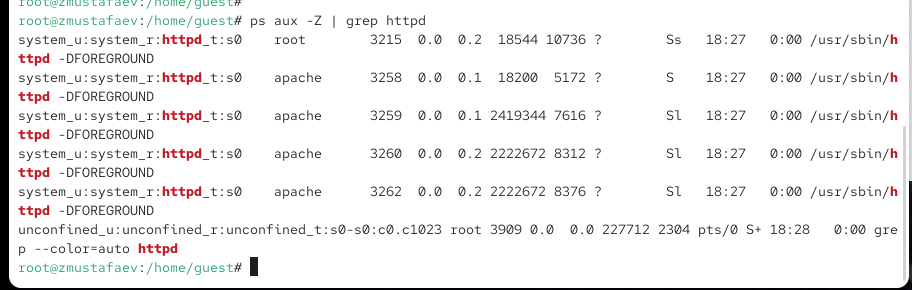 root@zmustafaev:/home/guest#
root@zmustafaev:/home/guest# ps aux -Z | grep httpd
system_u:system_r:httpd_t:s0    root        3215  0.0  0.2  18544 10736 ?        Ss   18:27   0:00 /usr/sbin/h
ttpd -DFOREGROUND
system_u:system_r:httpd_t:s0    apache      3258  0.0  0.1  18200  5172 ?        S    18:27   0:00 /usr/sbin/h
ttpd -DFOREGROUND
system_u:system_r:httpd_t:s0    apache      3259  0.0  0.1 2419344 7616 ?        Sl   18:27   0:00 /usr/sbin/h
ttpd -DFOREGROUND
system_u:system_r:httpd_t:s0    apache      3260  0.0  0.2 2222672 8312 ?        Sl   18:27   0:00 /usr/sbin/h
ttpd -DFOREGROUND
system_u:system_r:httpd_t:s0    apache      3262  0.0  0.2 2222672 8376 ?        Sl   18:27   0:00 /usr/sbin/h
ttpd -DFOREGROUND
unconfined_u:unconfined_r:unconfined_t:s0-s0:c0.c1023 root 3909 0.0  0.0 227712 2304 pts/0 S+ 18:28   0:00 gre
p --color=auto httpd
root@zmustafaev:/home/guest#